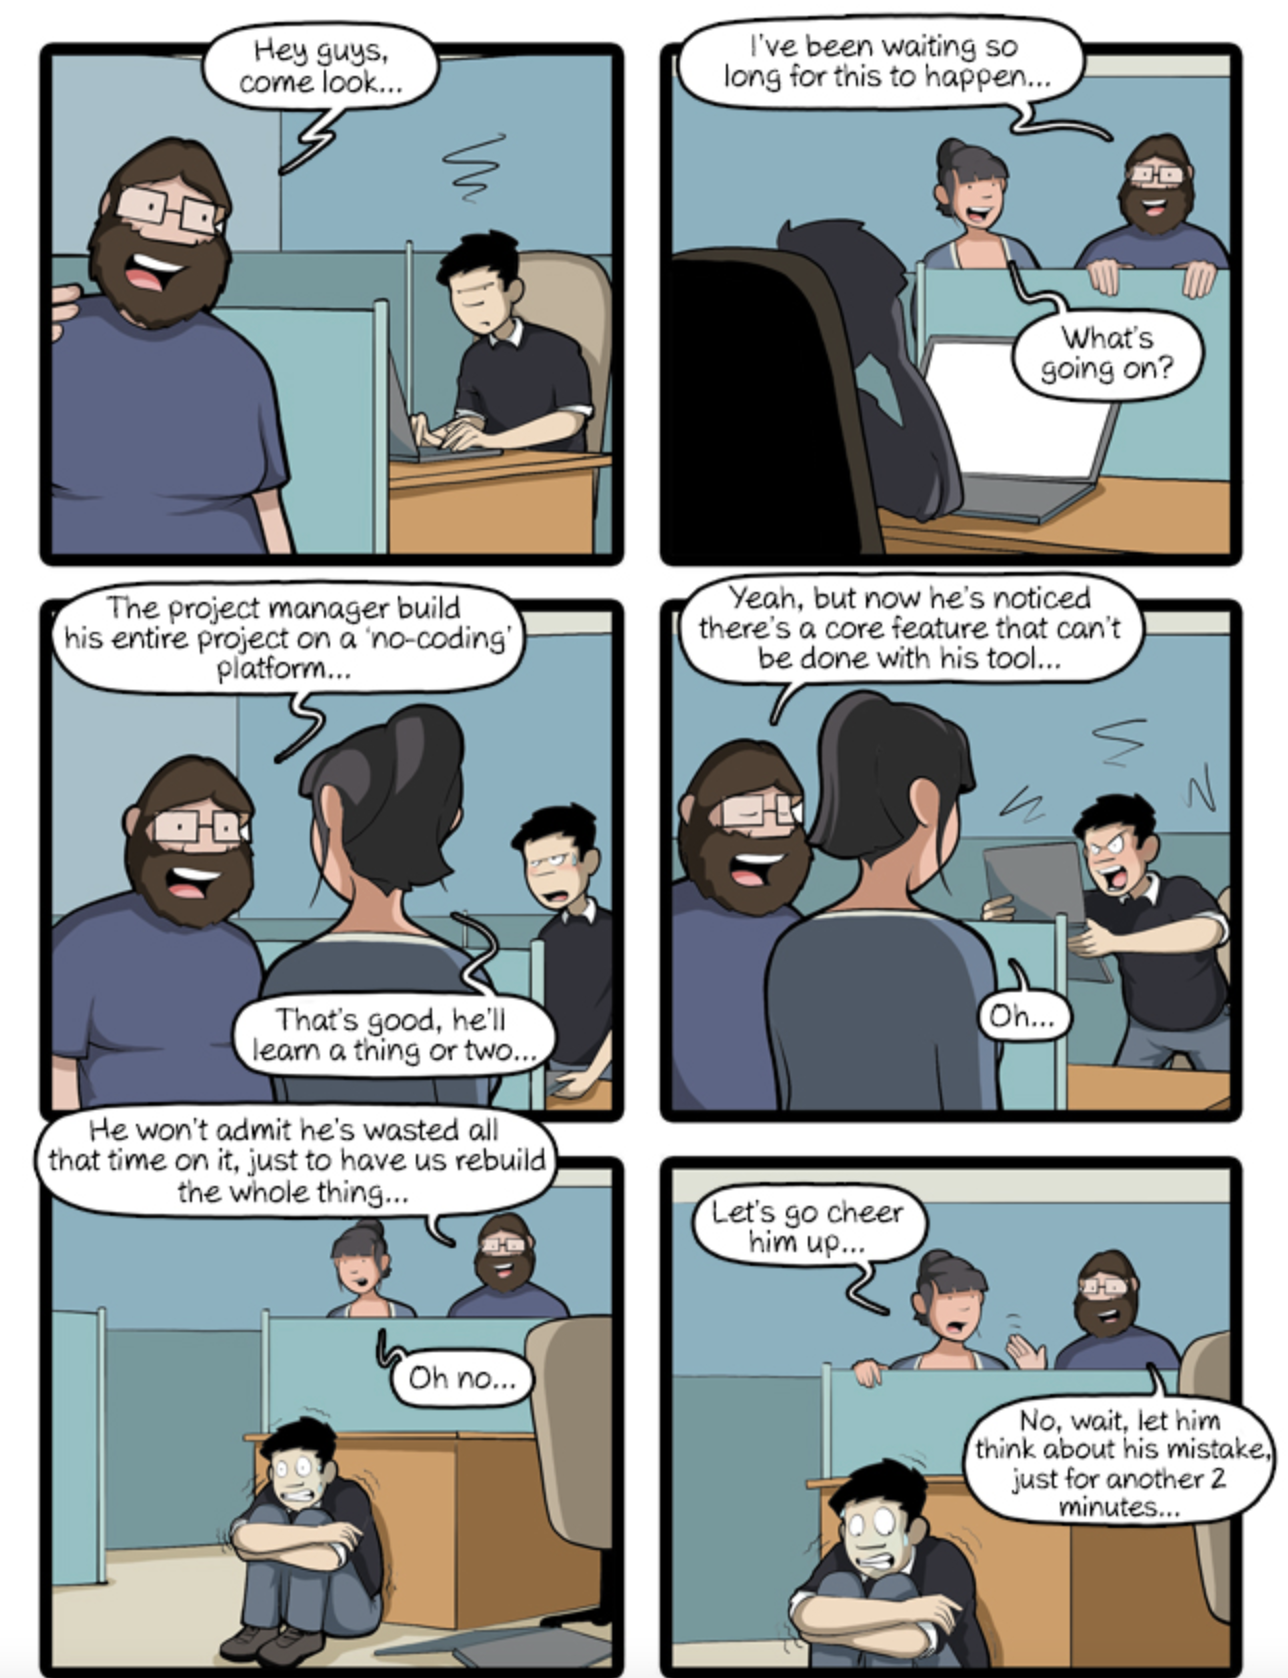 Hey guys,
come look...
I've been waiting so
long for this to happen...
What's
going on?
The project manager build
his entire project on a 'no-coding'
platform...
That's good, he'll
learn a thing or two...
Yeah, but now he's noticed
there's a core feature that can't
be done with his tool...
Oh...
He won't admit he's wasted all
that time on it, just to have us rebuild
the whole thing...
Oh no...
Let's go cheer
him up...
No, wait, let him
think about his mistake,
just for another 2
minutes...